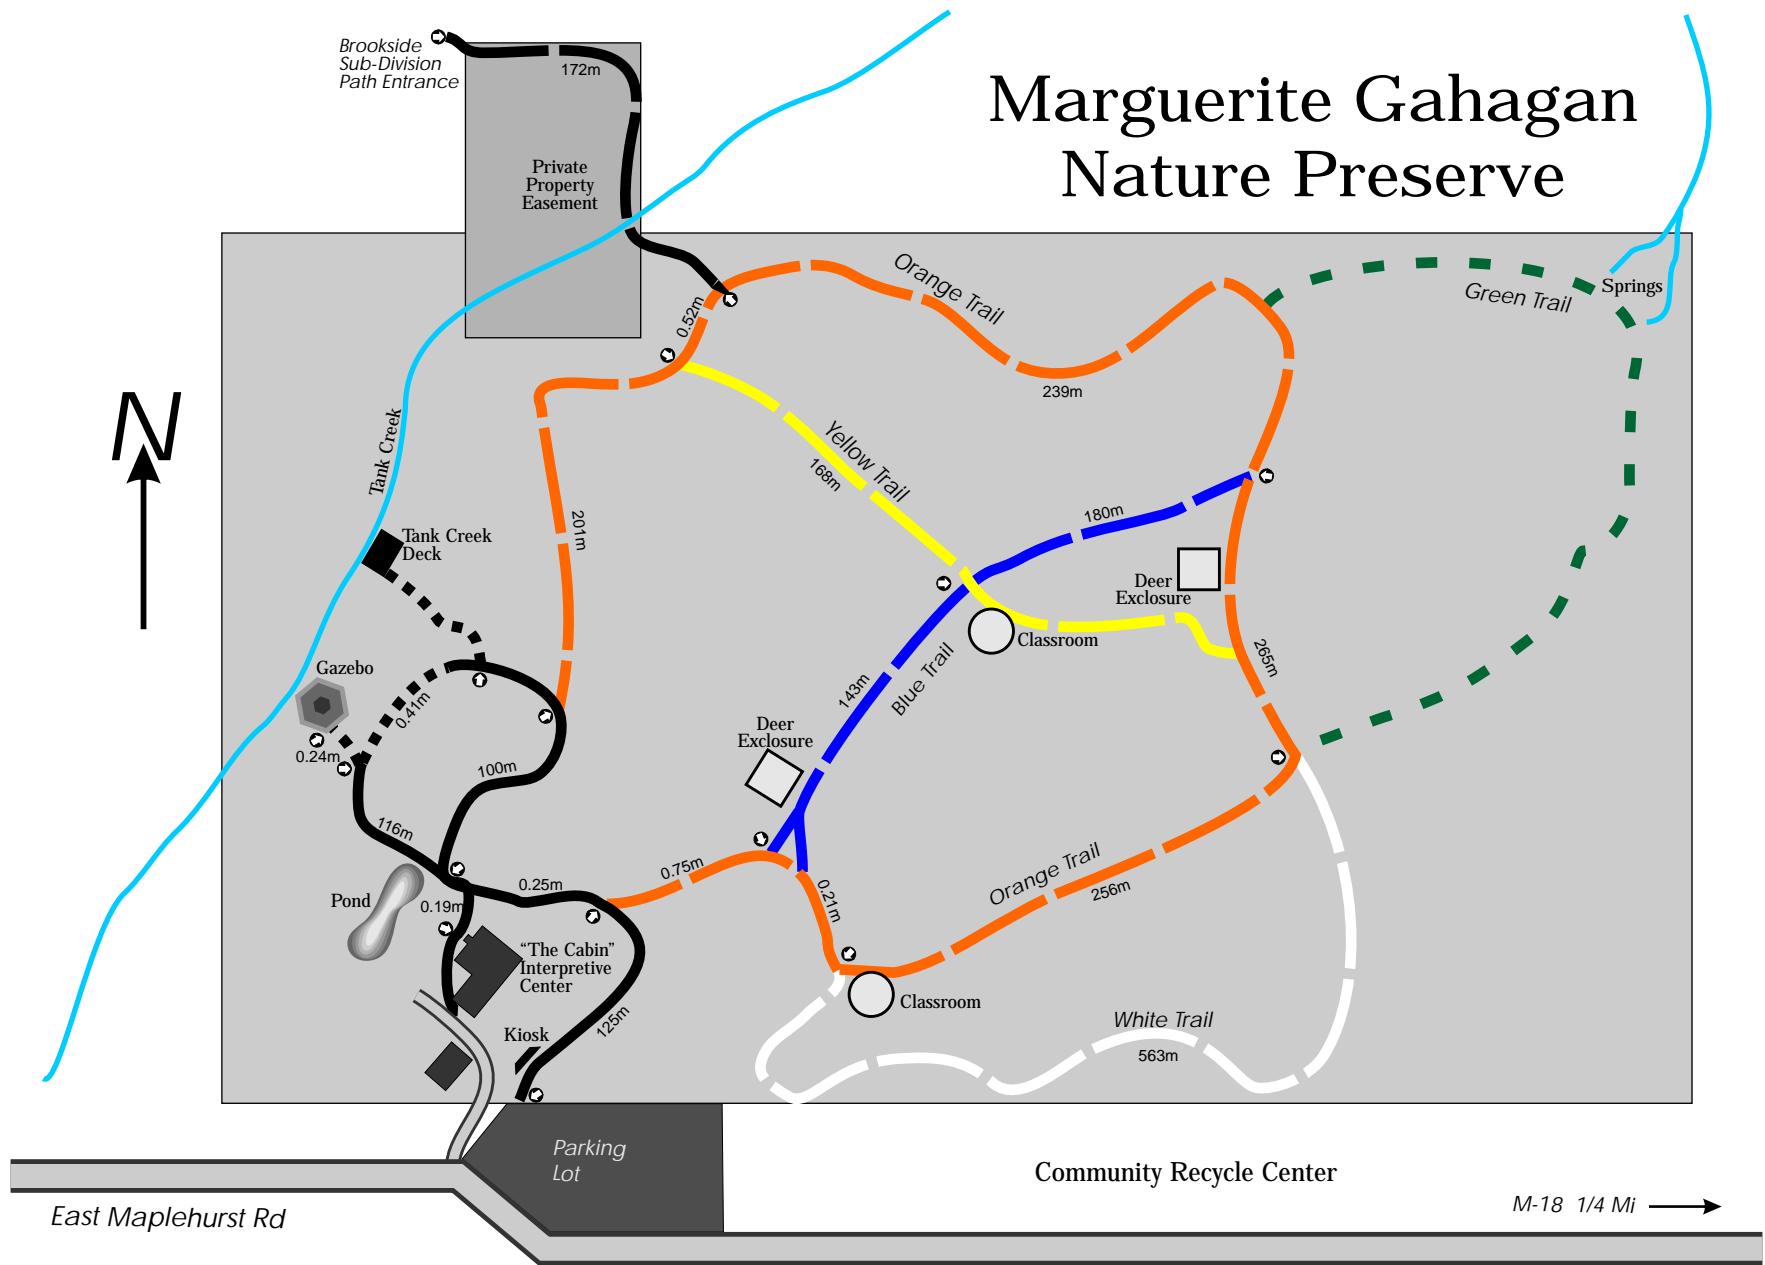 Marguerite Gahagan
Nature Preserve
Brookside
Sub-Division
Path Entrance
172m
Private
Property
Easement
Orange Trail
0.52m
239m
Green Trail
Springs
N
Tank Creek
Yellow Trail
168m
201m
180m
Tank Creek
Deck
Deer
Exclosure
Classroom
Gazebo
0.41m
0.24m
265m
143m
Blue Trail
Deer
Exclosure
100m
116m
0.75m
0.25m
0.21m
Orange Trail
256m
Pond
0.19m
"The Cabin"
Interpretive
Center
Classroom
125m
Kiosk
White Trail
563m
Parking
Lot
Community Recycle Center
M-18 1/4 Mi
East Maplehurst Rd